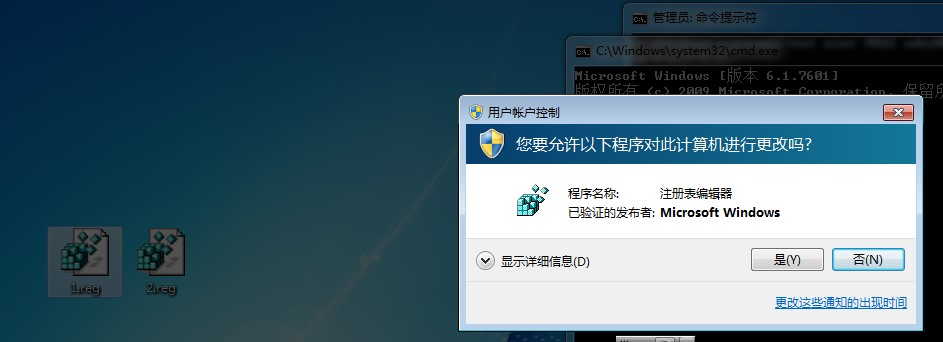 管理员: 命令提示符
C:\Windows\system32\cmd.exe
Microsoft Windows [版本 6.1.7601]
版权所有 (c) 2009 Microsoft Corporation。保留所
用户帐户控制
您要允许以下程序对此计算机进行更改吗?
程序名称: 注册表编辑器
已验证的发布者: Microsoft Windows
显示详细信息(D)
是(Y)
否(N)
更改这些通知的出现时间
1.reg
2.reg